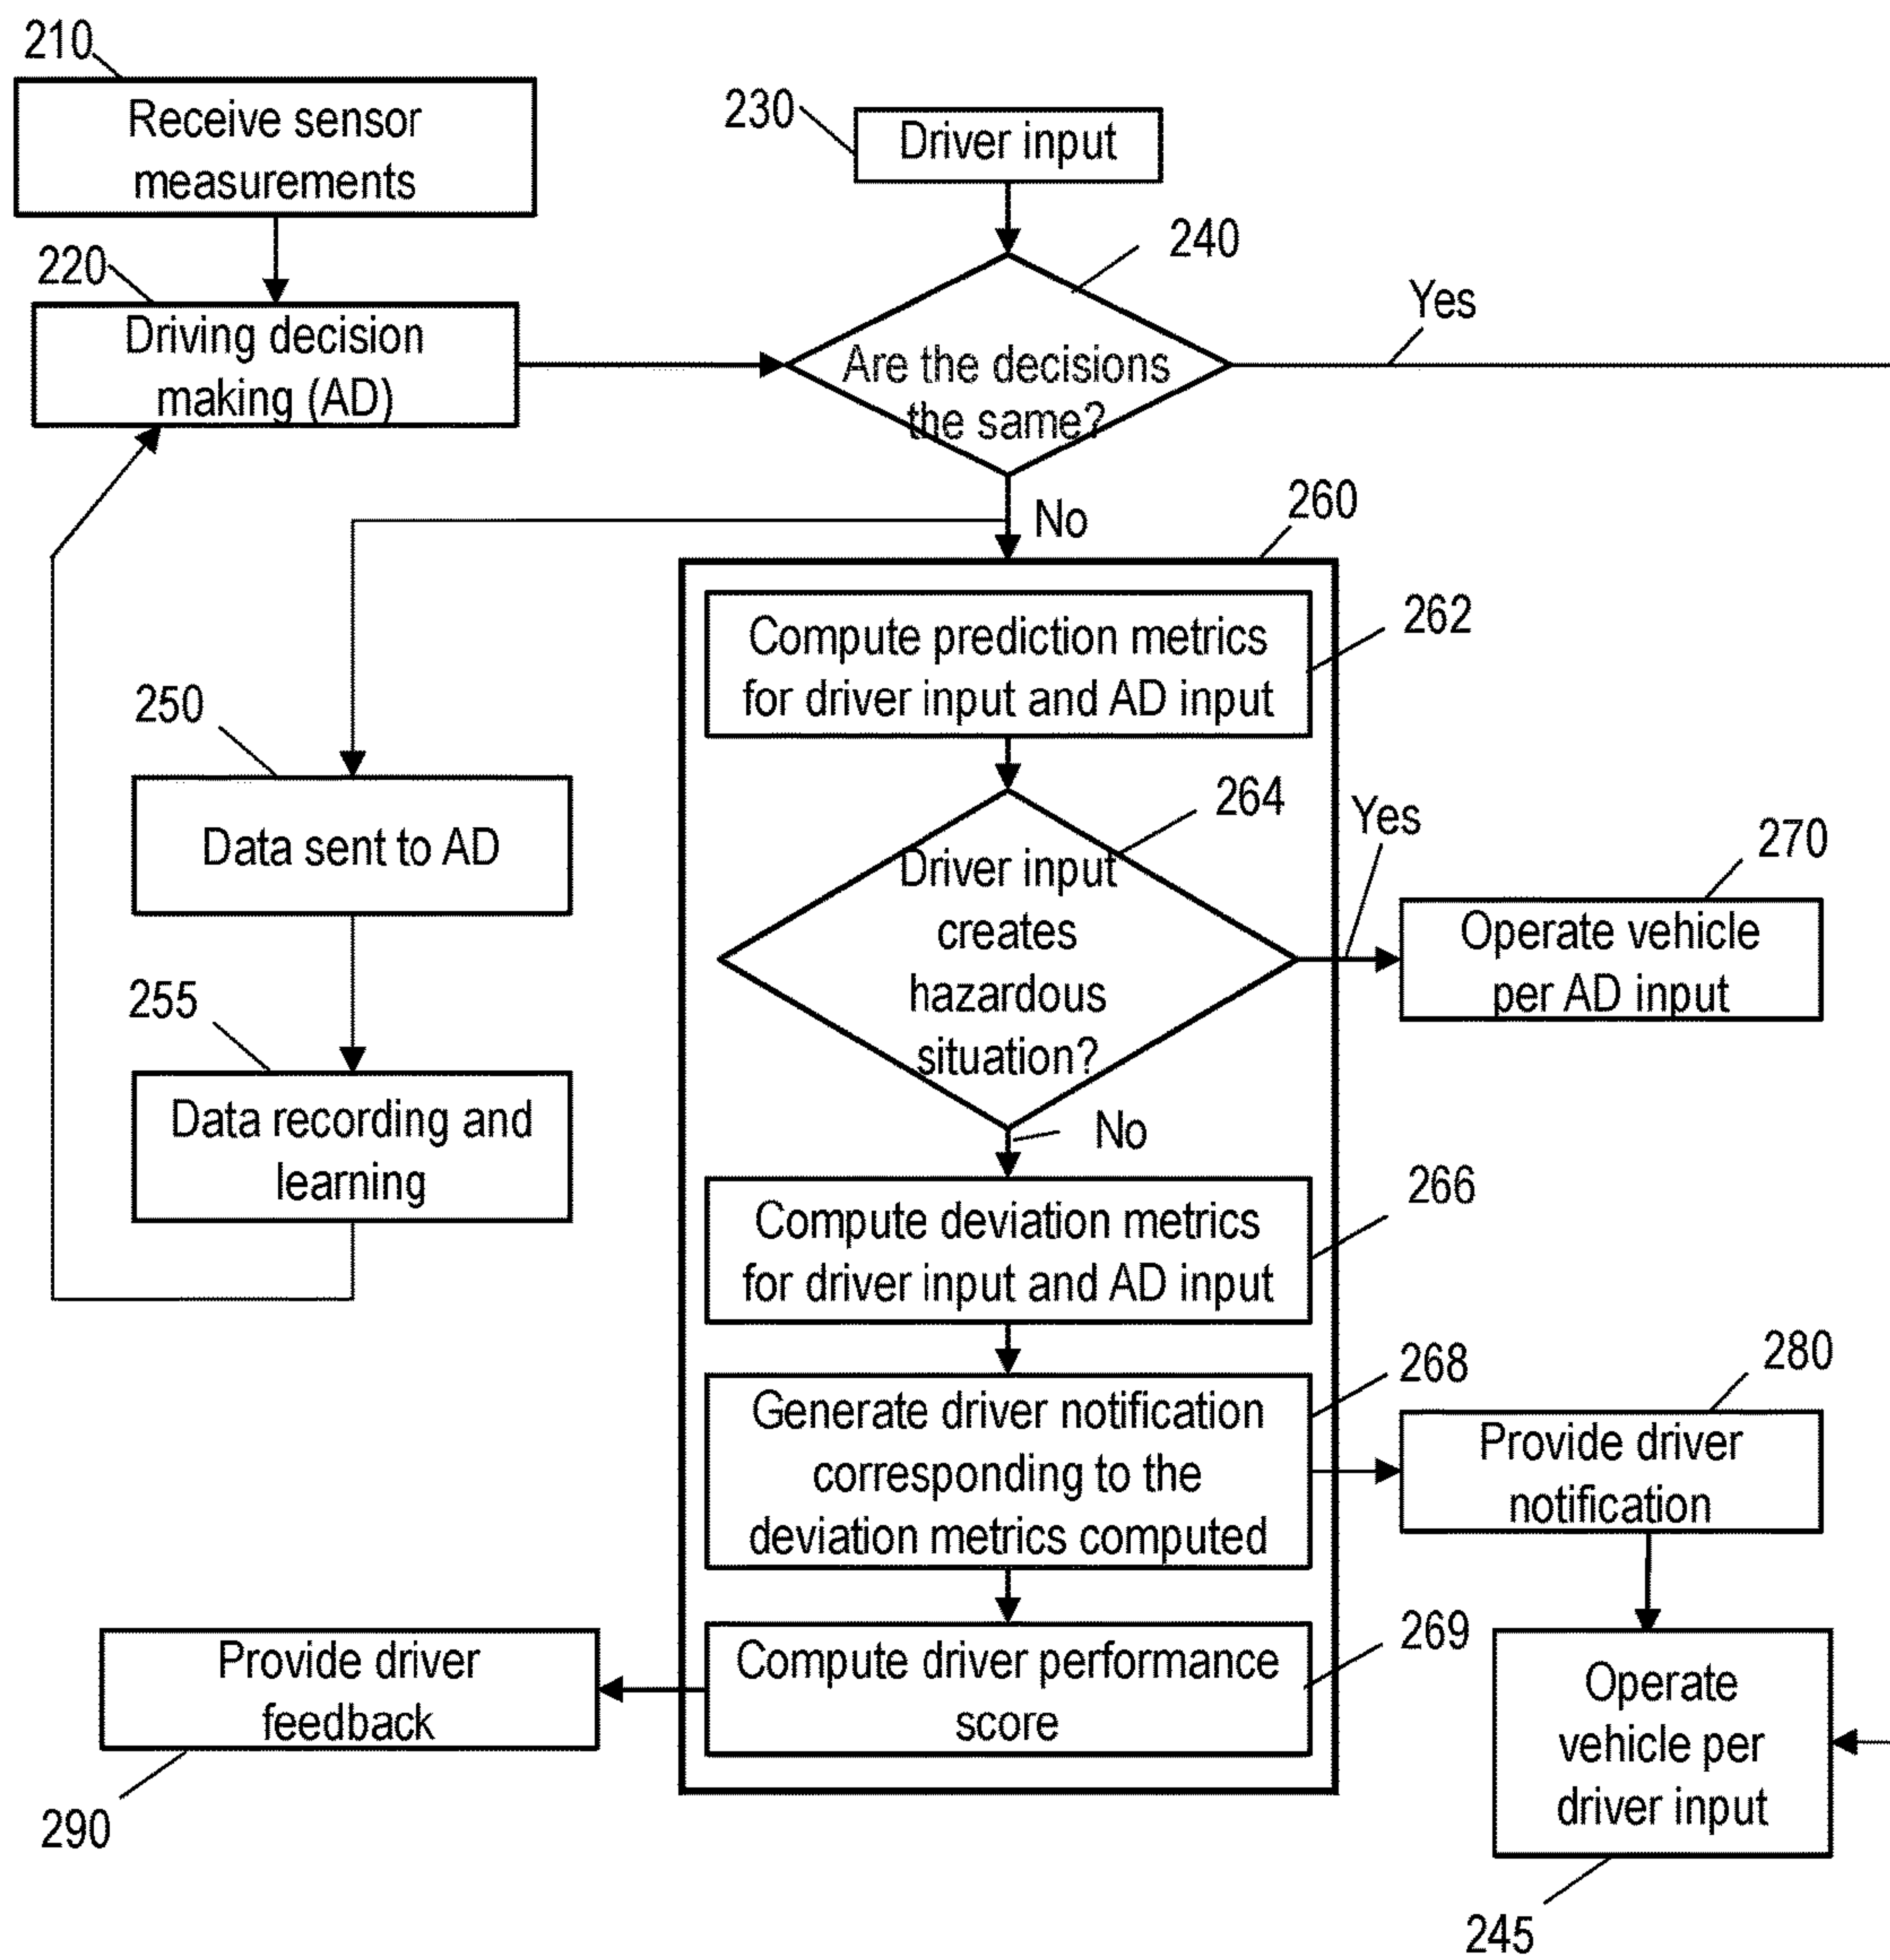 210
Receive sensor
measurements
220
Driving decision
making (AD)
230
Driver input
240
Are the decisions
the same?
Yes
No
260
Compute prediction metrics
for driver input and AD input
262
250
Data sent to AD
255
Data recording and
learning
264
Driver input
creates
hazardous
situation?
Yes
270
Operate vehicle
per AD input
No
Compute deviation metrics
for driver input and AD input
266
Generate driver notification
corresponding to the
deviation metrics computed
268
280
Provide driver
notification
Compute driver performance
score
269
Provide driver
feedback
290
Operate
vehicle per
driver input
245